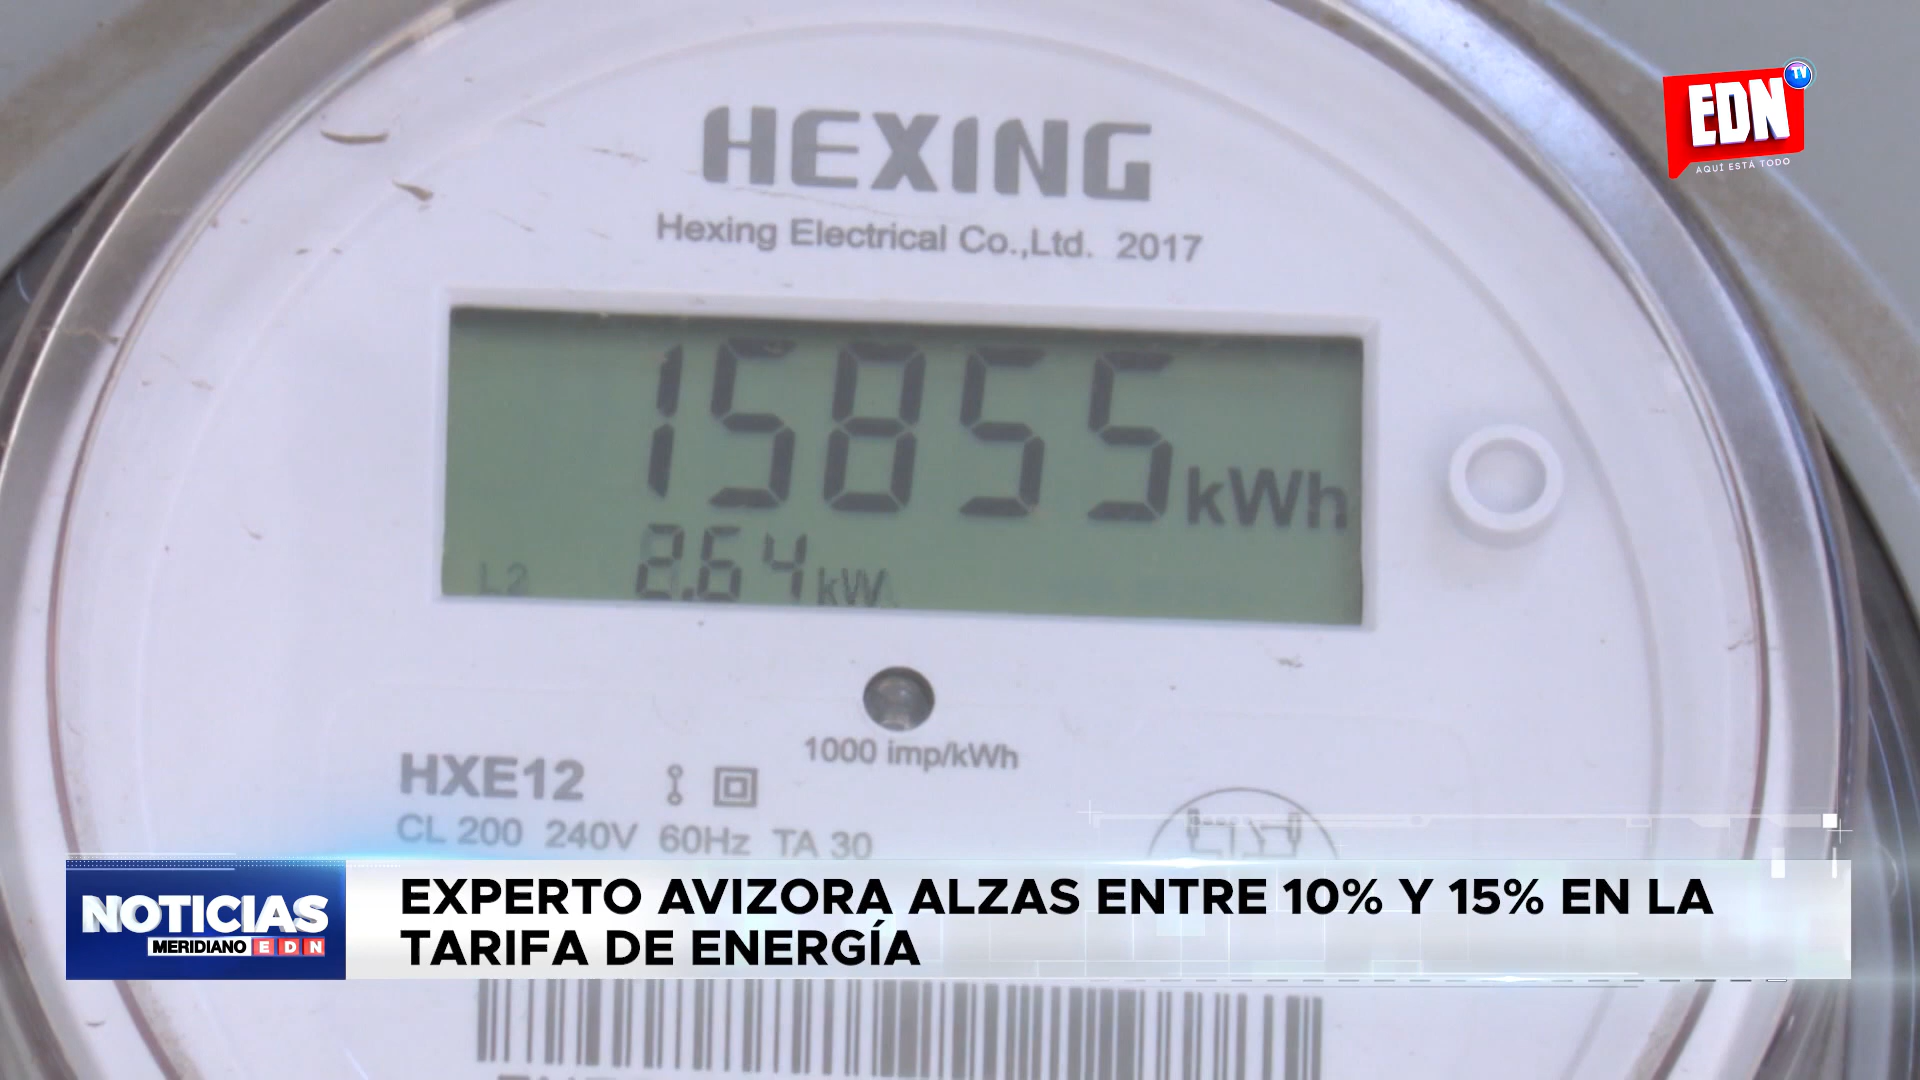 EDN TV
AQUÍ ESTÁ TODO
HEXING
Hexing Electrical Co.,Ltd. 2017
15855 kWh
L2 2.64 kW
1000 imp/kWh
HXE12
CL 200 240V 60Hz TA 30
NOTICIAS
MERIDIANO EDN
EXPERTO AVIZORA ALZAS ENTRE 10% Y 15% EN LA
TARIFA DE ENERGÍA